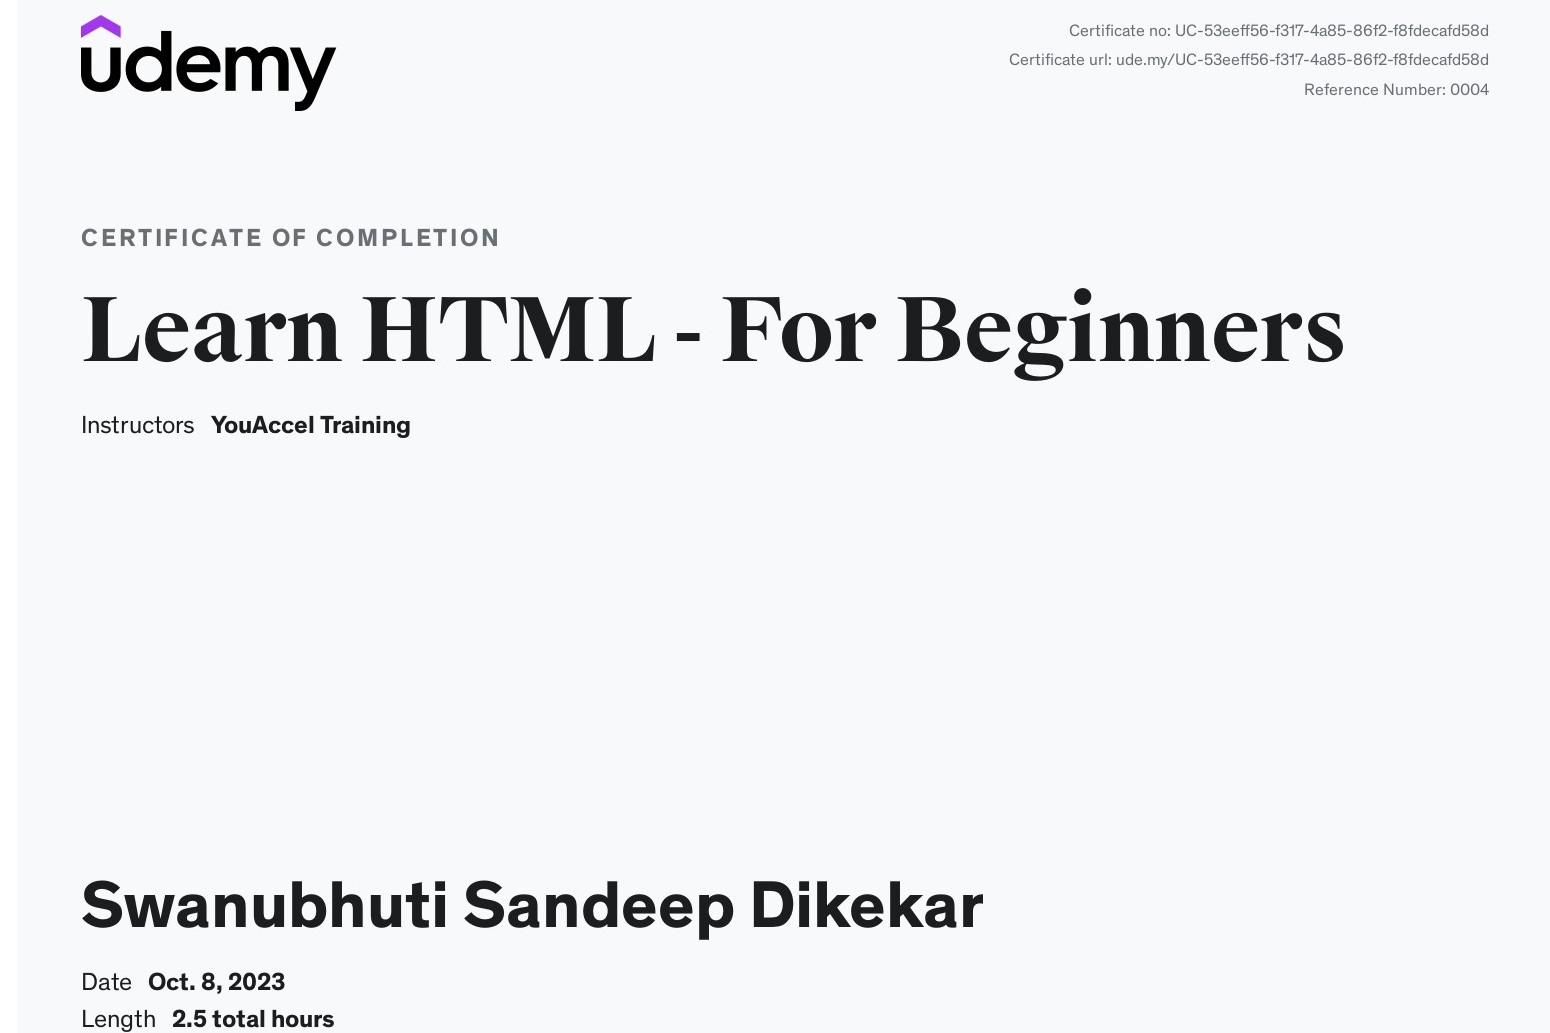 udemy
Certificate no: UC-53eeff56-f317-4a85-86f2-f8fdecafd58d
Certificate url: ude.my/UC-53eeff56-f317-4a85-86f2-f8fdecafd58d
Reference Number: 0004
CERTIFICATE OF COMPLETION
Learn HTML - For Beginners
Instructors YouAccel Training
Swanubhuti Sandeep Dikekar
Date Oct. 8, 2023
Length 2.5 total hours